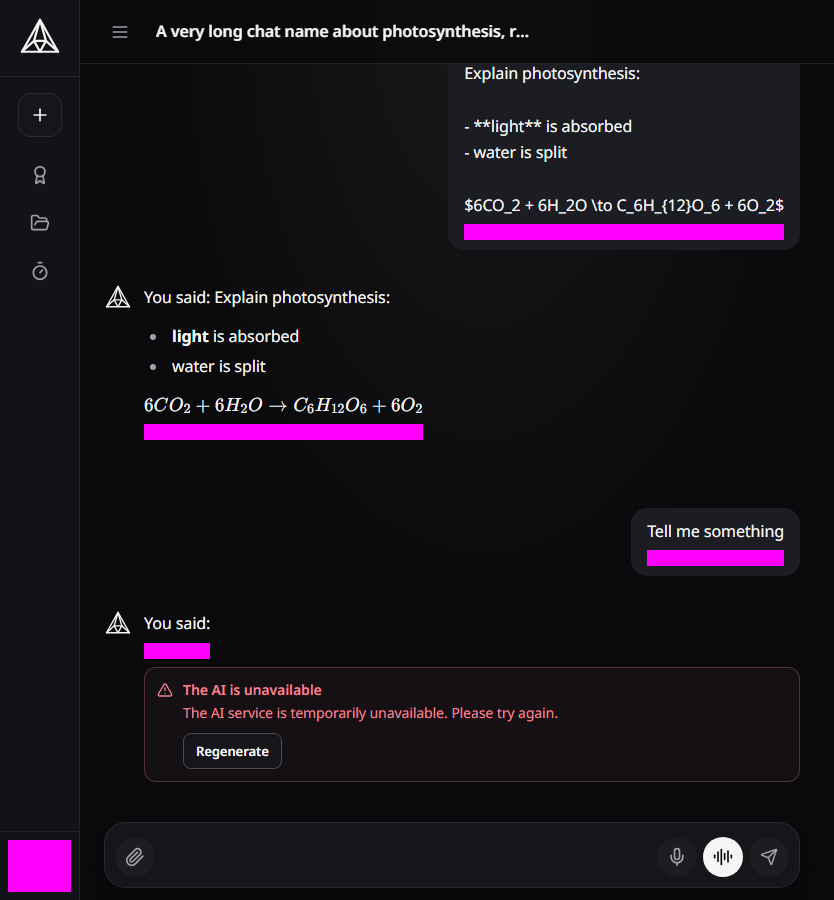 A very long chat name about photosynthesis, r...
Explain photosynthesis:
- **light** is absorbed
- water is split
$6CO_2 + 6H_2O \to C_6H_{12}O_6 + 6O_2$
You said: Explain photosynthesis:
• light is absorbed
• water is split
6CO₂ + 6H₂O → C₆H₁₂O₆ + 6O₂
Tell me something
You said:
The AI is unavailable
The AI service is temporarily unavailable. Please try again.
Regenerate